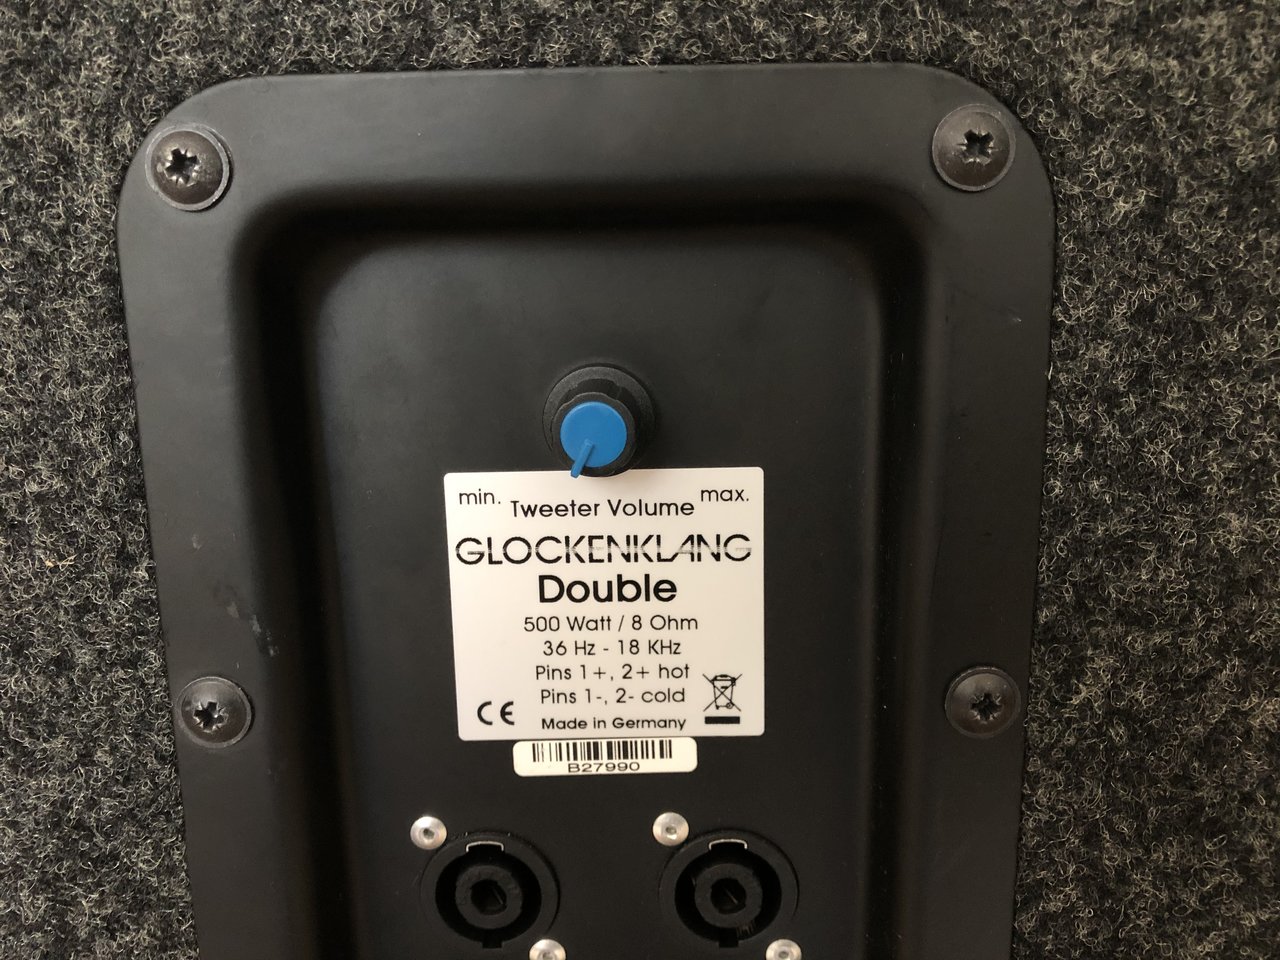 min. Tweeter Volume max.
GLOCKENKLANG
Double
500 Watt / 8 Ohm
36 Hz - 18 KHz
Pins 1+, 2+ hot
Pins 1-, 2- cold
CE
Made in Germany
B27990